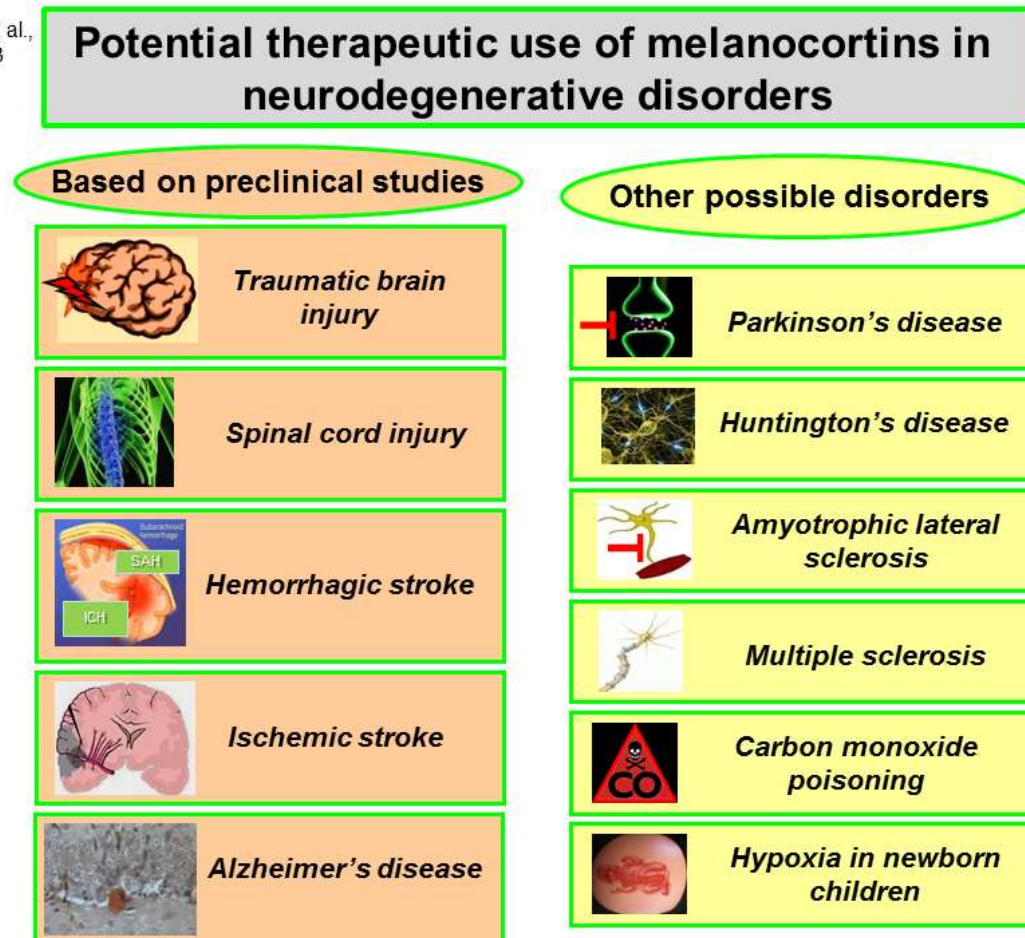 al.,
Potential therapeutic use of melanocortins in
neurodegenerative disorders
Based on preclinical studies
Traumatic brain
injury
Spinal cord injury
Subarachnoid
hemorrhage
SAH
ICH
Hemorrhagic stroke
Ischemic stroke
Alzheimer's disease
Other possible disorders
Parkinson's disease
Huntington's disease
Amyotrophic lateral
sclerosis
Multiple sclerosis
CO
Carbon monoxide
poisoning
Hypoxia in newborn
children